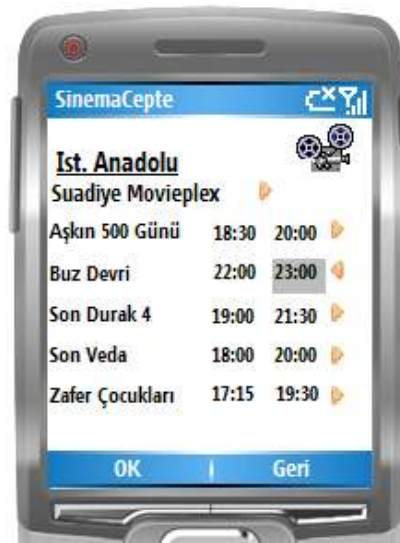 SinemaCepte
Ist. Anadolu
Suadiye Movieplex
Aşkın 500 Günü 18:30 20:00
Buz Devri 22:00 23:00
Son Durak 4 19:00 21:30
Son Veda 18:00 20:00
Zafer Çocukları 17:15 19:30
OK Geri